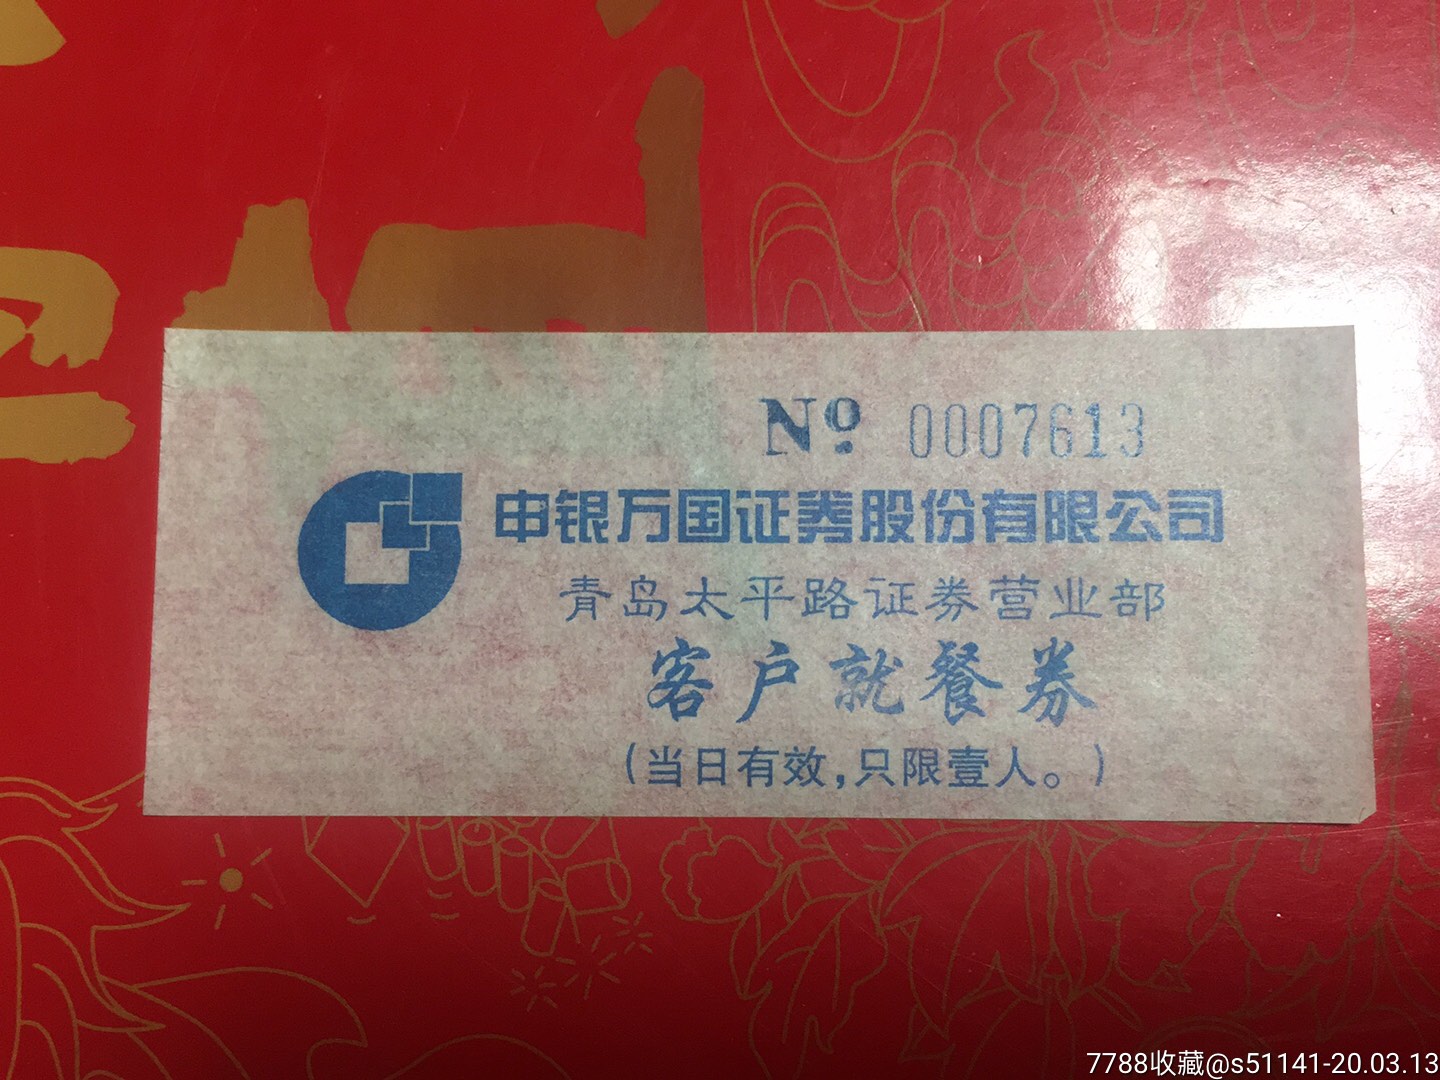 Nº 0007613
申银万国证券股份有限公司
青岛太平路证券营业部
客户就餐券
(当日有效,只限壹人。)
7788收藏@s51141-20.03.13